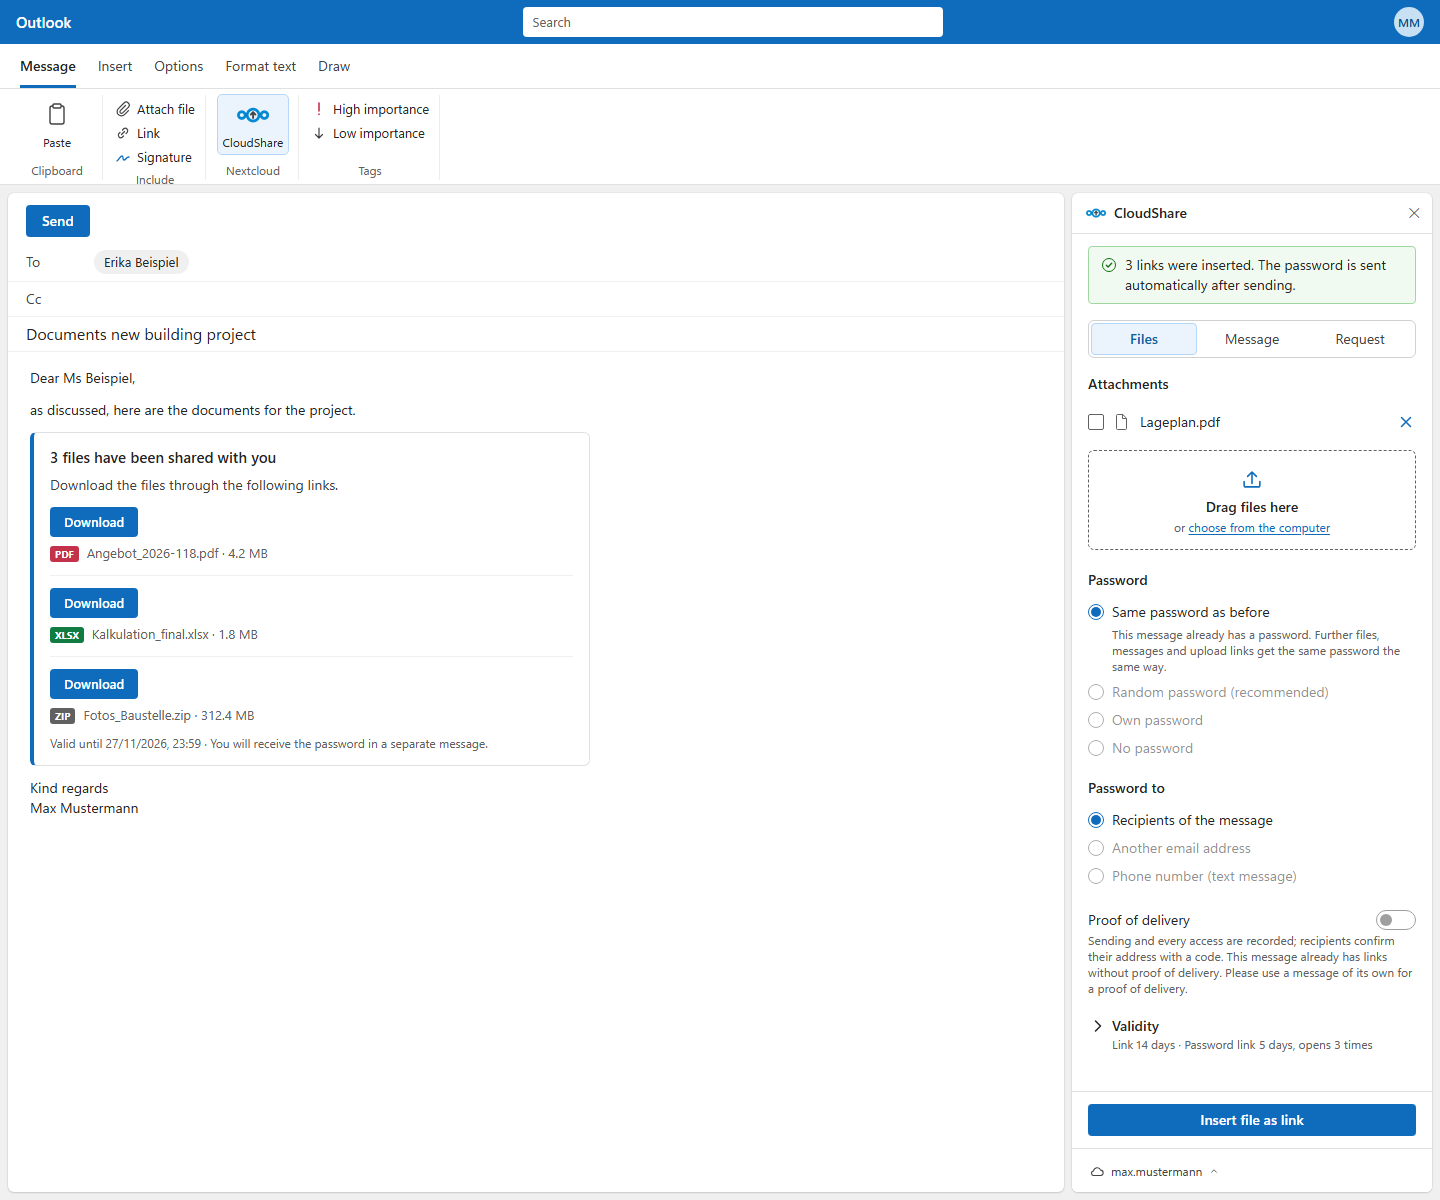 Outlook
Search
MM
Message
Insert
Options
Format text
Draw
Paste
Clipboard
Attach file
Link
Signature
Include
CloudShare
Nextcloud
High importance
Low importance
Tags
Send
To
Erika Beispiel
Cc
Documents new building project
Dear Ms Beispiel,
as discussed, here are the documents for the project.
3 files have been shared with you
Download the files through the following links.
Download
PDF Angebot_2026-118.pdf · 4.2 MB
Download
XLSX Kalkulation_final.xlsx · 1.8 MB
Download
ZIP Fotos_Baustelle.zip · 312.4 MB
Valid until 27/11/2026, 23:59 · You will receive the password in a separate message.
Kind regards
Max Mustermann
CloudShare
3 links were inserted. The password is sent
automatically after sending.
Files
Message
Request
Attachments
Lageplan.pdf
Drag files here
or choose from the computer
Password
Same password as before
This message already has a password. Further files,
messages and upload links get the same password the
same way.
Random password (recommended)
Own password
No password
Password to
Recipients of the message
Another email address
Phone number (text message)
Proof of delivery
Sending and every access are recorded; recipients confirm
their address with a code. This message already has links
without proof of delivery. Please use a message of its own for
a proof of delivery.
Validity
Link 14 days · Password link 5 days, opens 3 times
Insert file as link
max.mustermann